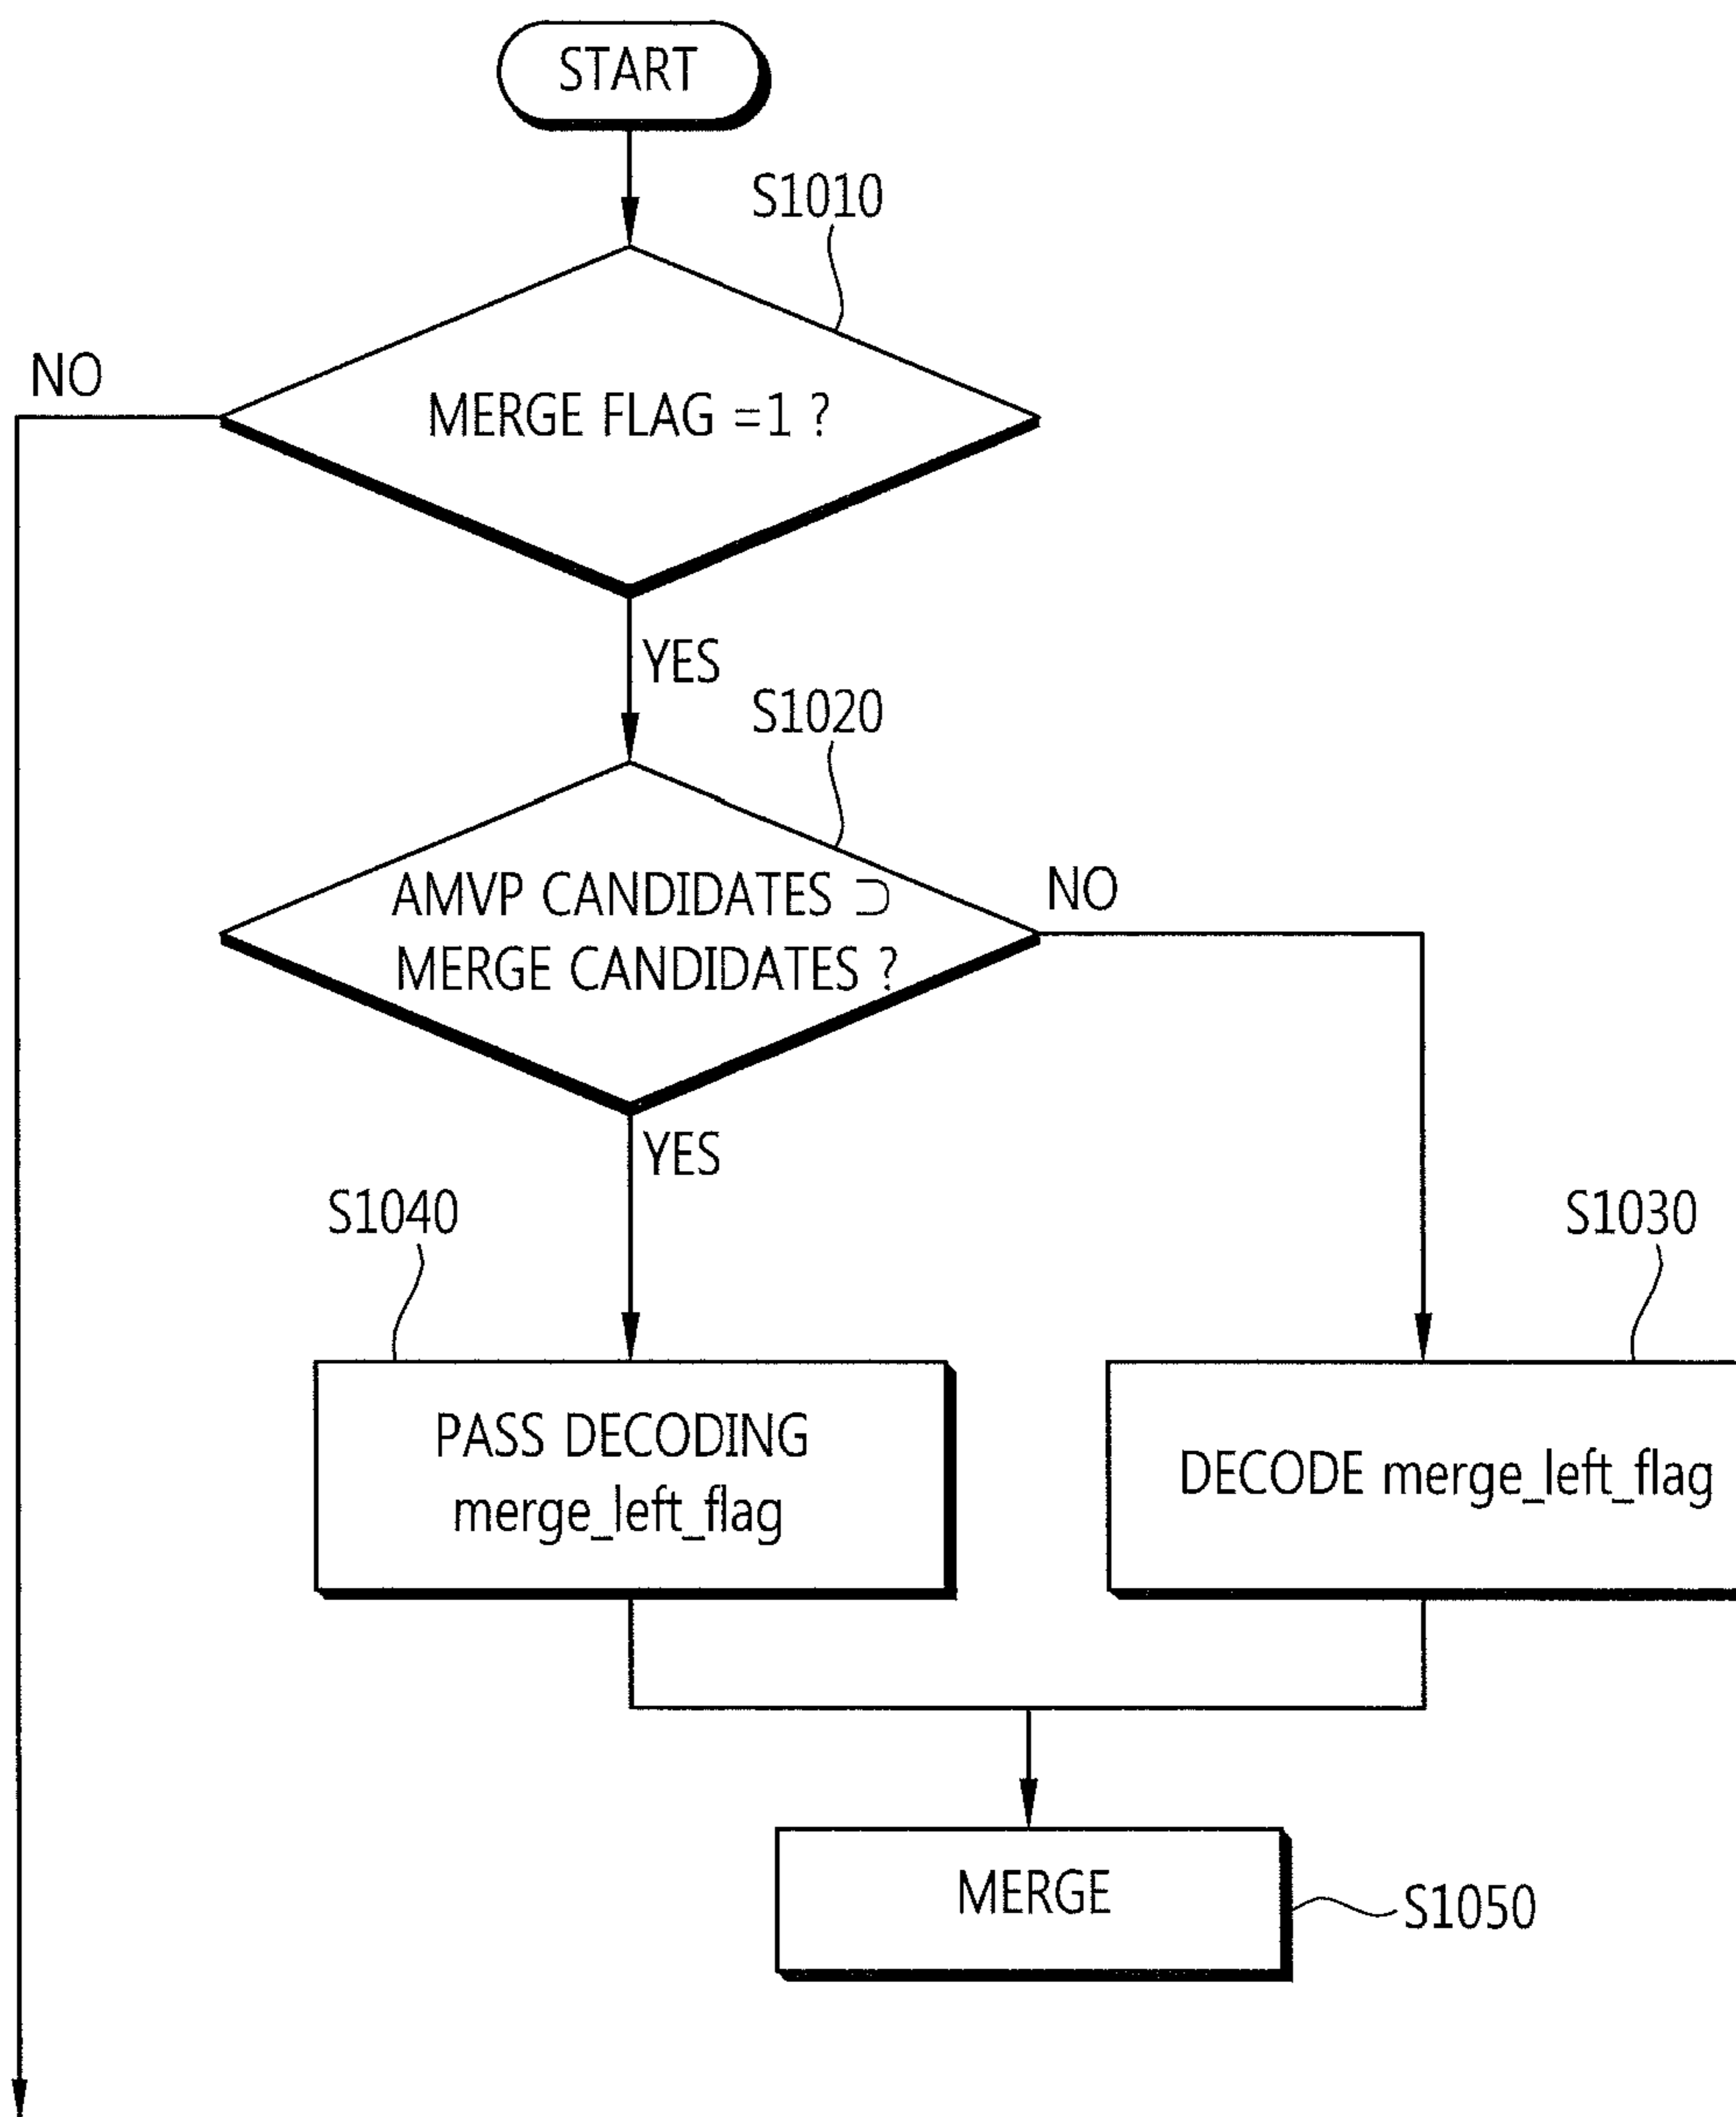 START
S1010
NO
MERGE FLAG =1 ?
YES
S1020
AMVP CANDIDATES ⊃
MERGE CANDIDATES ?
NO
YES
S1040
S1030
PASS DECODING
merge_left_flag
DECODE merge_left_flag
MERGE
S1050